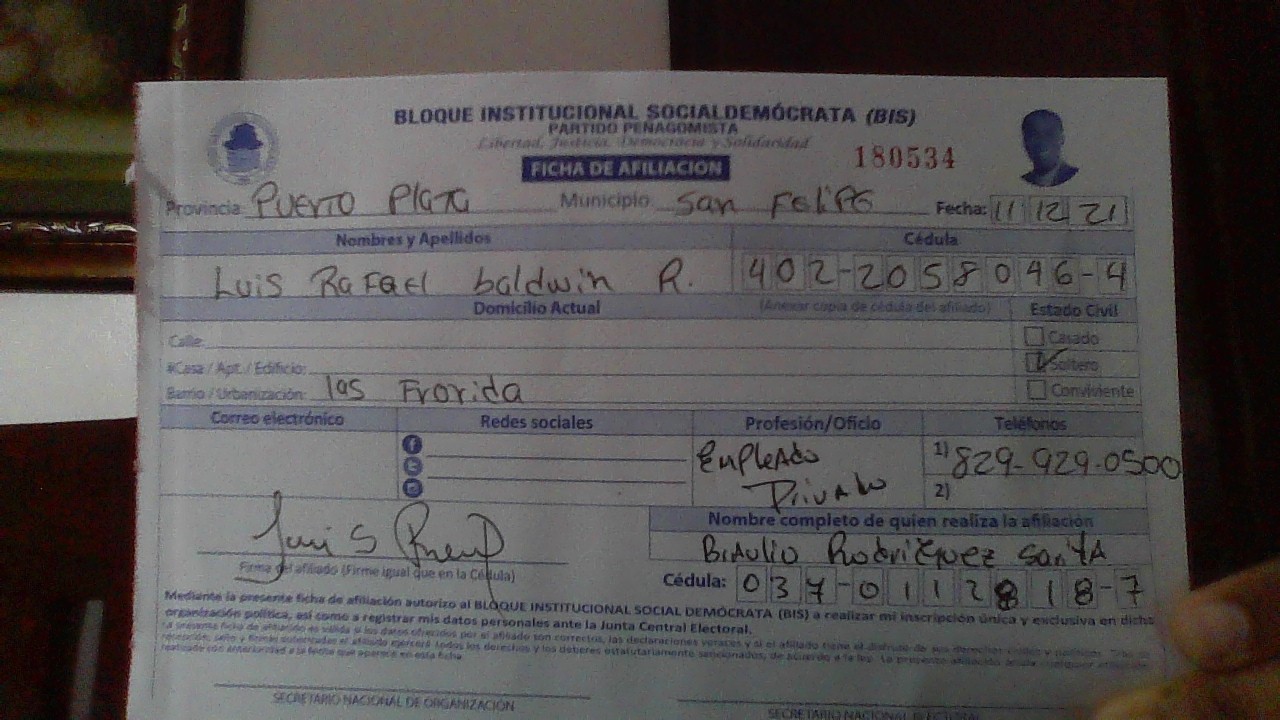 BLOQUE INSTITUCIONAL SOCIALDEMÓCRATA (BIS)
PARTIDO PEÑAGOMISTA
Libertad, Justicia, Democracia y Solidaridad
FICHA DE AFILIACION
180534
Provincia PUERTO PlATA Municipio San FeliPe Fecha: 11 12 21
Nombres y Apellidos Cédula
Luis RaFael baldwin R. 402-2058046-4
Domicilio Actual (Anexar copia de cédula del afiliado) Estado Civil
Calle: Casado
#Casa / Apt. / Edificio: Soltero
Barrio / Urbanización: las Frorida Conviviente
Correo electrónico Redes sociales Profesión/Oficio Teléfonos
EmpleAdo Privado
1) 829-929-0500
2)
Luis
Firma del afiliado (Firme igual que en la Cédula)
Nombre completo de quien realiza la afiliación
BrAulio Rodriguez SantA
Cédula: 037-0112818-7
Mediante la presente ficha de afiliación autorizo al BLOQUE INSTITUCIONAL SOCIAL DEMÓCRATA (BIS) a realizar mi inscripción única y exclusiva en dicha
organización política, así como a registrar mis datos personales ante la Junta Central Electoral.
SECRETARIO NACIONAL DE ORGANIZACIÓN
SECRETARIO NACIONAL ELECTORAL